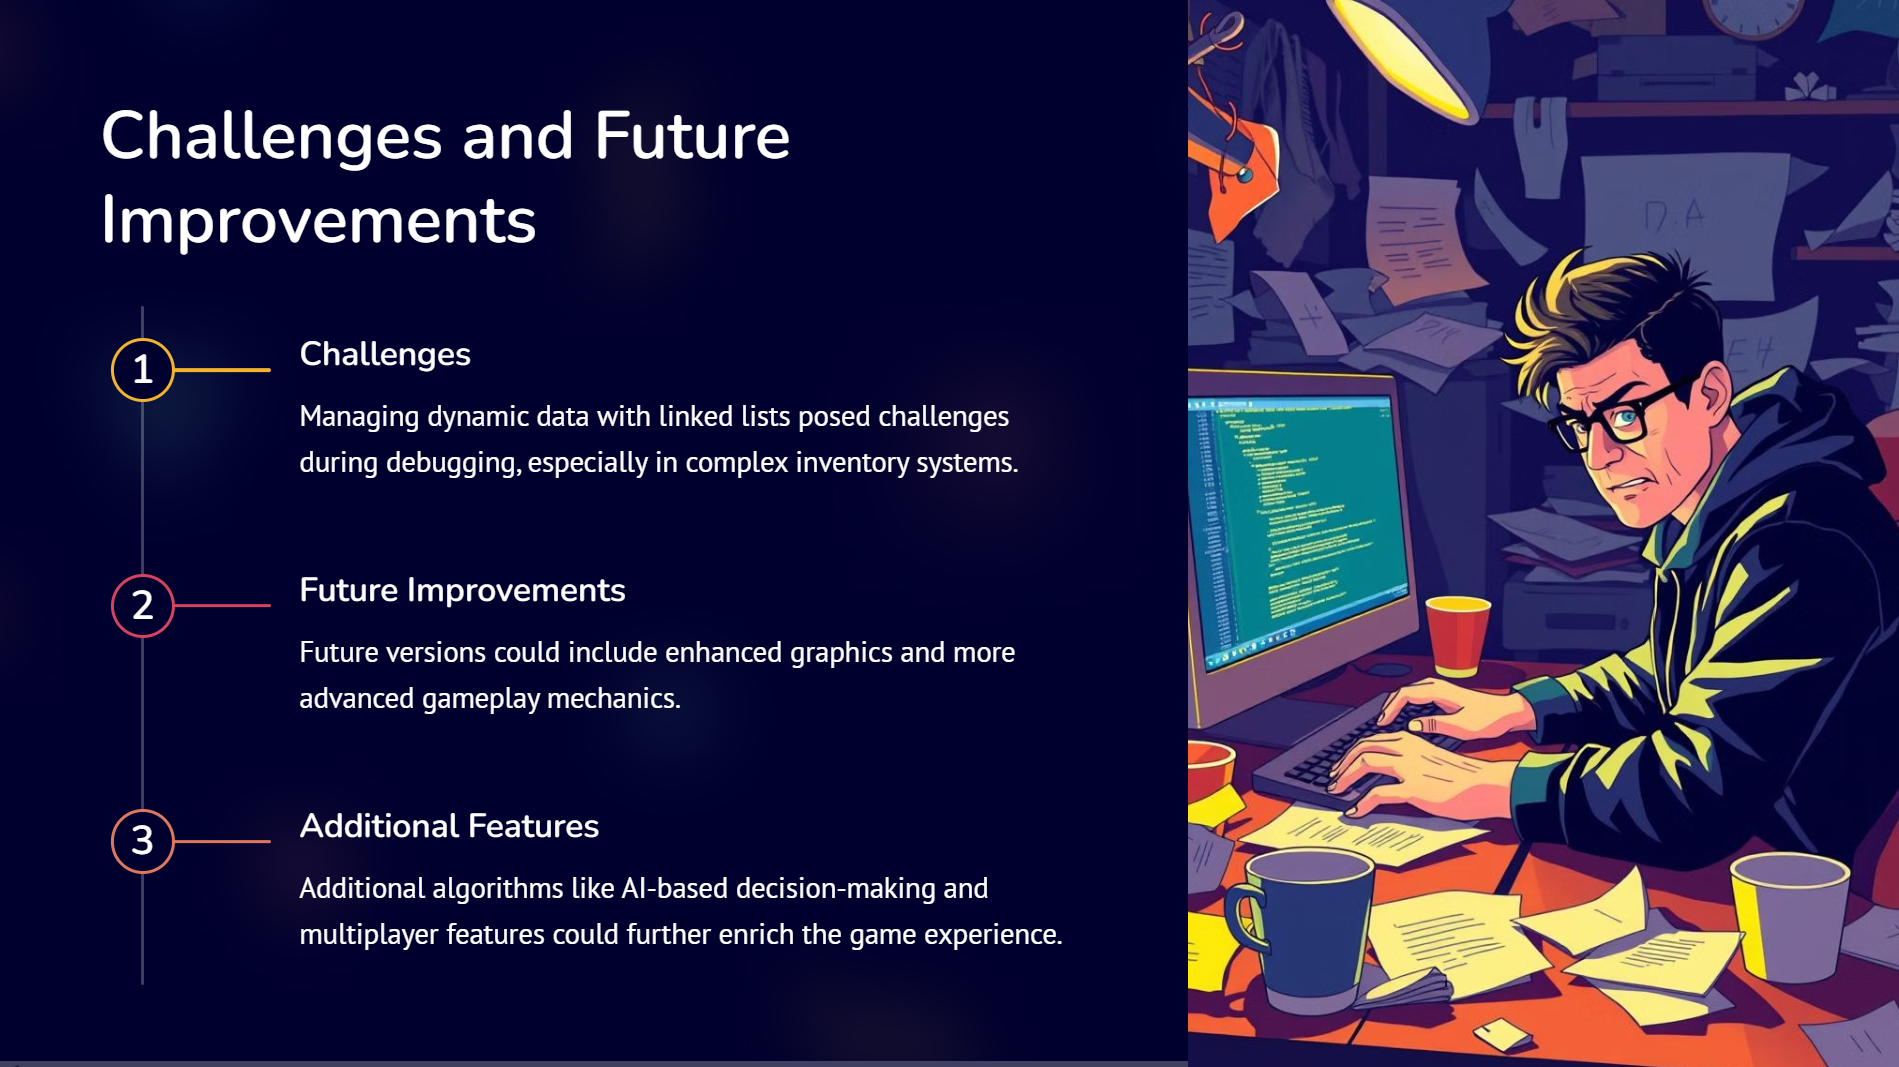 Challenges and Future
Improvements
1
Challenges
Managing dynamic data with linked lists posed challenges
during debugging, especially in complex inventory systems.
2
Future Improvements
Future versions could include enhanced graphics and more
advanced gameplay mechanics.
3
Additional Features
Additional algorithms like AI-based decision-making and
multiplayer features could further enrich the game experience.
D.A